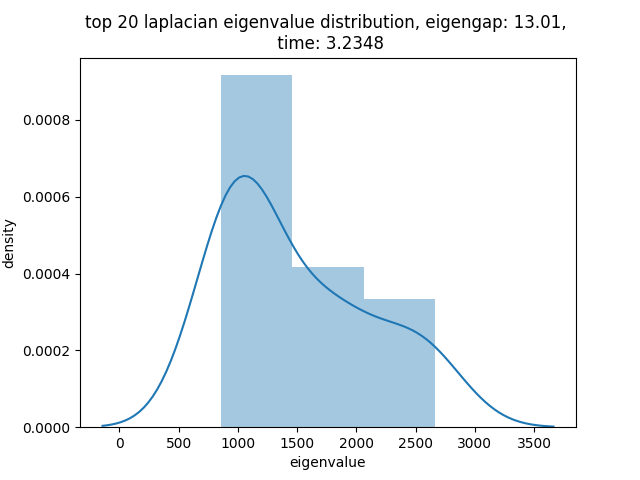 top 20 laplacian eigenvalue distribution, eigengap: 13.01,
time: 3.2348
density
0.0008
0.0006
0.0004
0.0002
0.0000
0 500 1000 1500 2000 2500 3000 3500
eigenvalue